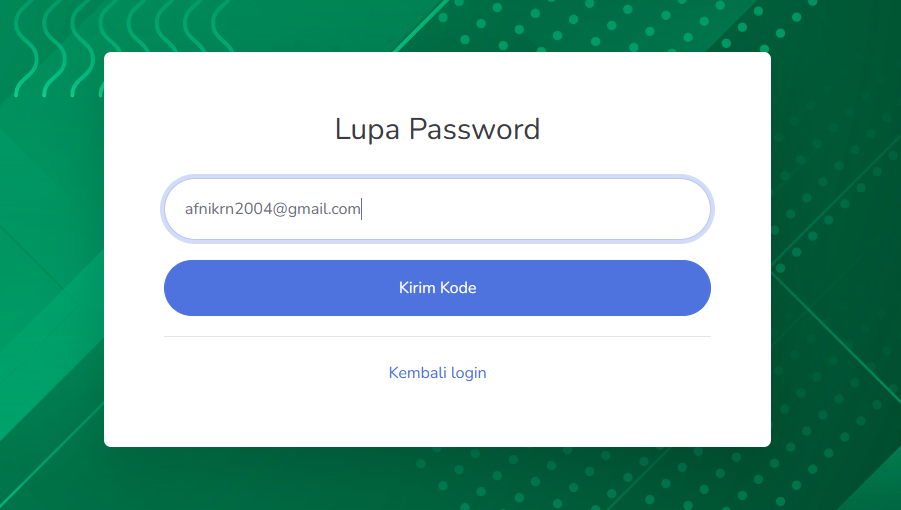 Lupa Password
afnikrn2004@gmail.com
Kirim Kode
Kembali login